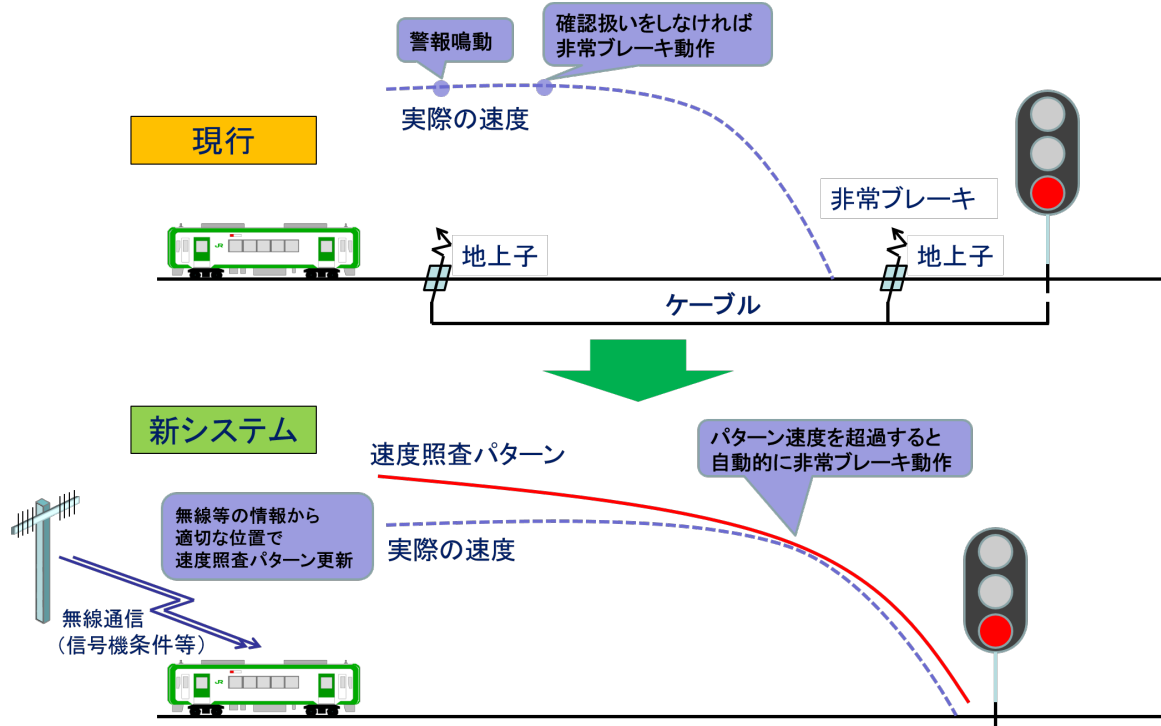 警報鳴動
確認扱いをしなければ
非常ブレーキ動作
実際の速度
現行
非常ブレーキ
JR
地上子
地上子
ケーブル
新システム
速度照査パターン
パターン速度を超過すると
自動的に非常ブレーキ動作
無線等の情報から
適切な位置で
速度照査パターン更新
実際の速度
無線通信
(信号機条件等)
JR